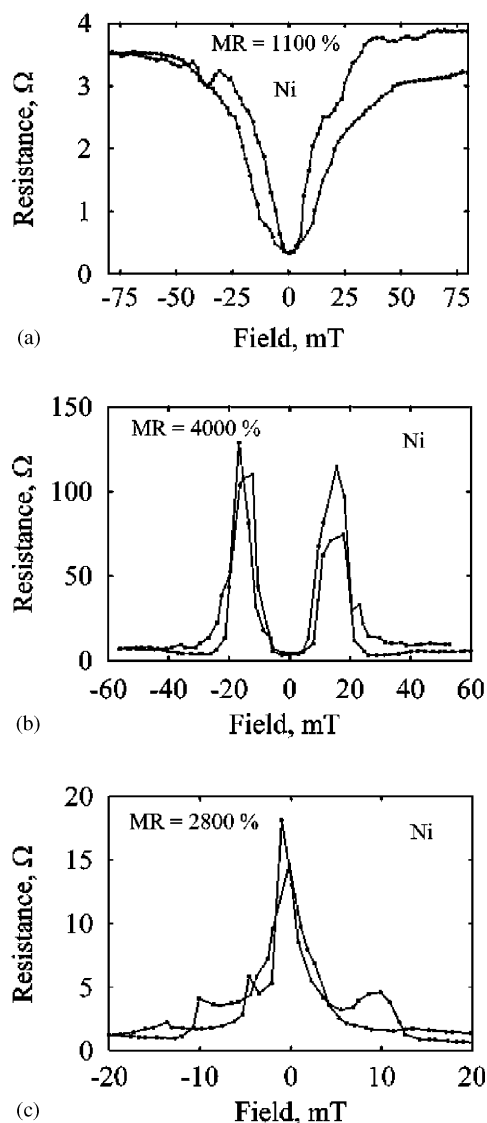 MR = 1100 %
Ni
Resistance, Ω
4
3
2
1
0
-75 -50 -25 0 25 50 75
Field, mT
(a)
MR = 4000 %
Ni
Resistance, Ω
150
100
50
0
-60 -40 -20 0 20 40 60
Field, mT
(b)
MR = 2800 %
Ni
Resistance, Ω
20
15
10
5
0
-20 -10 0 10 20
Field, mT
(c)